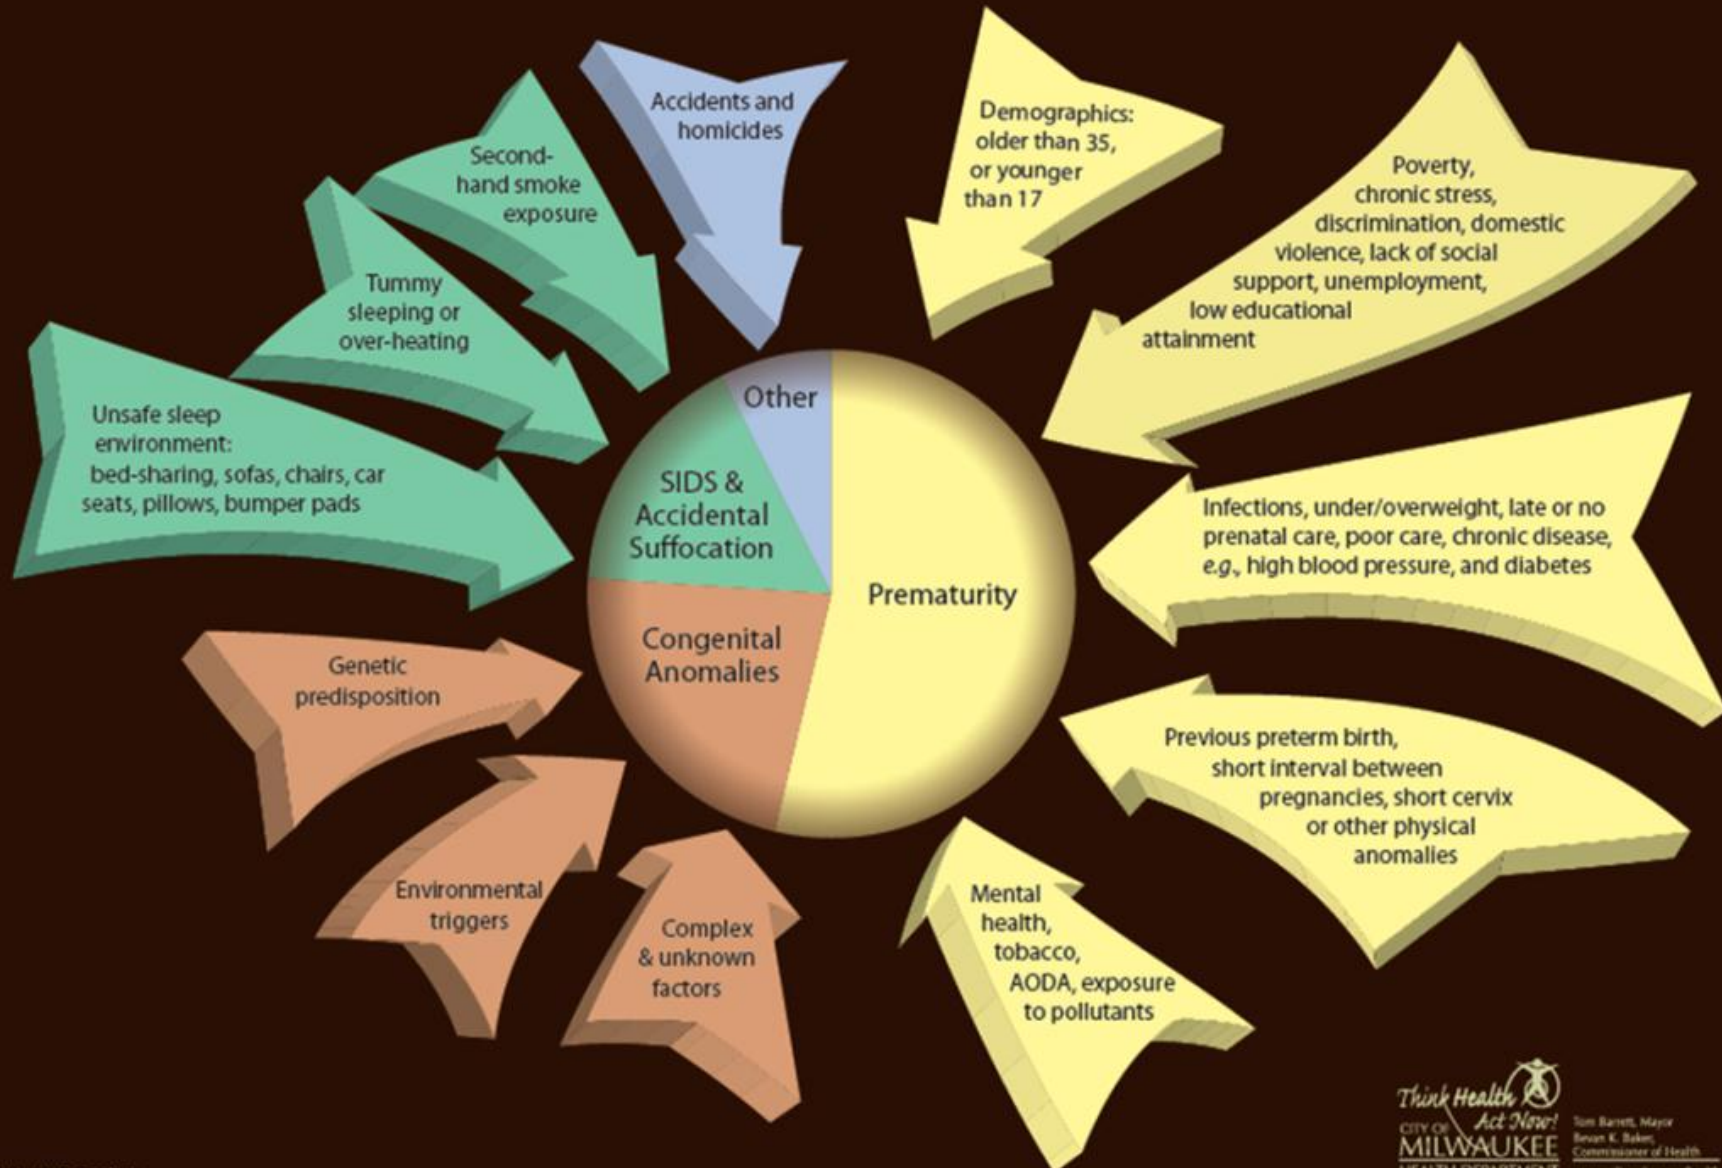 Accidents and
homicides
Second-
hand smoke
exposure
Tummy
sleeping or
over-heating
Unsafe sleep
environment:
bed-sharing, sofas, chairs, car
seats, pillows, bumper pads
Demographics:
older than 35,
or younger
than 17
Poverty,
chronic stress,
discrimination, domestic
violence, lack of social
support, unemployment,
low educational
attainment
Other
SIDS &
Accidental
Suffocation
Prematurity
Congenital
Anomalies
Infections, under/overweight, late or no
prenatal care, poor care, chronic disease,
e.g., high blood pressure, and diabetes
Genetic
predisposition
Previous preterm birth,
short interval between
pregnancies, short cervix
or other physical
anomalies
Environmental
triggers
Complex
& unknown
factors
Mental
health,
tobacco,
AODA, exposure
to pollutants
Think Health
Act Now!
CITY OF
MILWAUKEE
HEALTH DEPARTMENT
Tom Barrett, Mayor
Bevan K. Baker,
Commissioner of Health